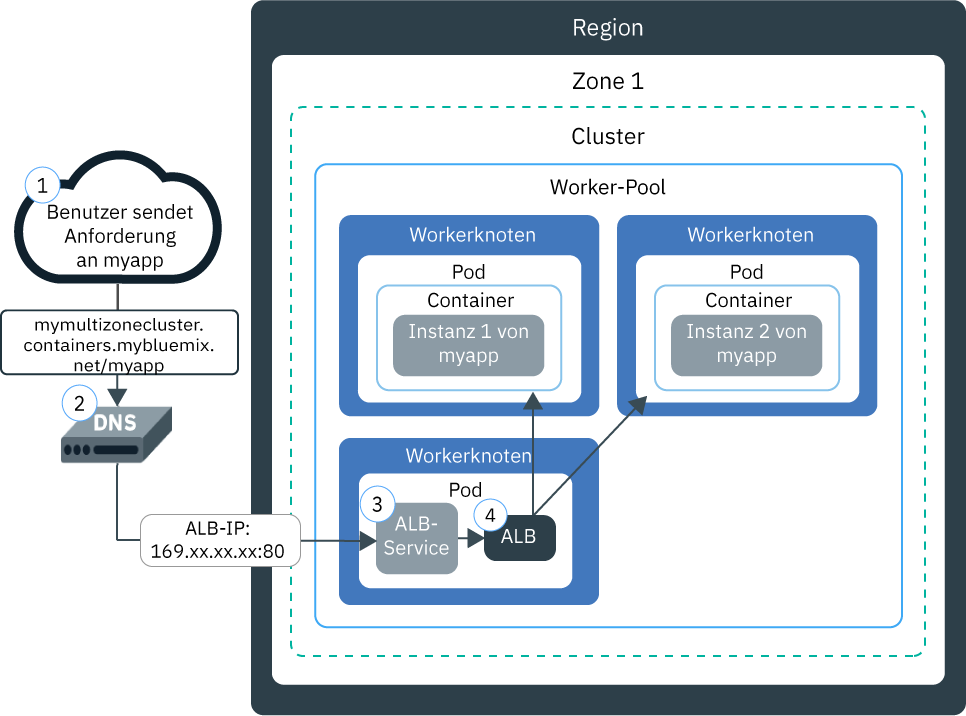 Region
Zone 1
Cluster
Worker-Pool
1
Benutzer sendet
Anforderung
an myapp
mymultizonecluster.
containers.mybluemix.
net/myapp
2
DNS
ALB-IP:
169.xx.xx.xx:80
Workerknoten
Pod
Container
Instanz 1 von
myapp
Workerknoten
Pod
Container
Instanz 2 von
myapp
Workerknoten
Pod
3
ALB-
Service
4
ALB